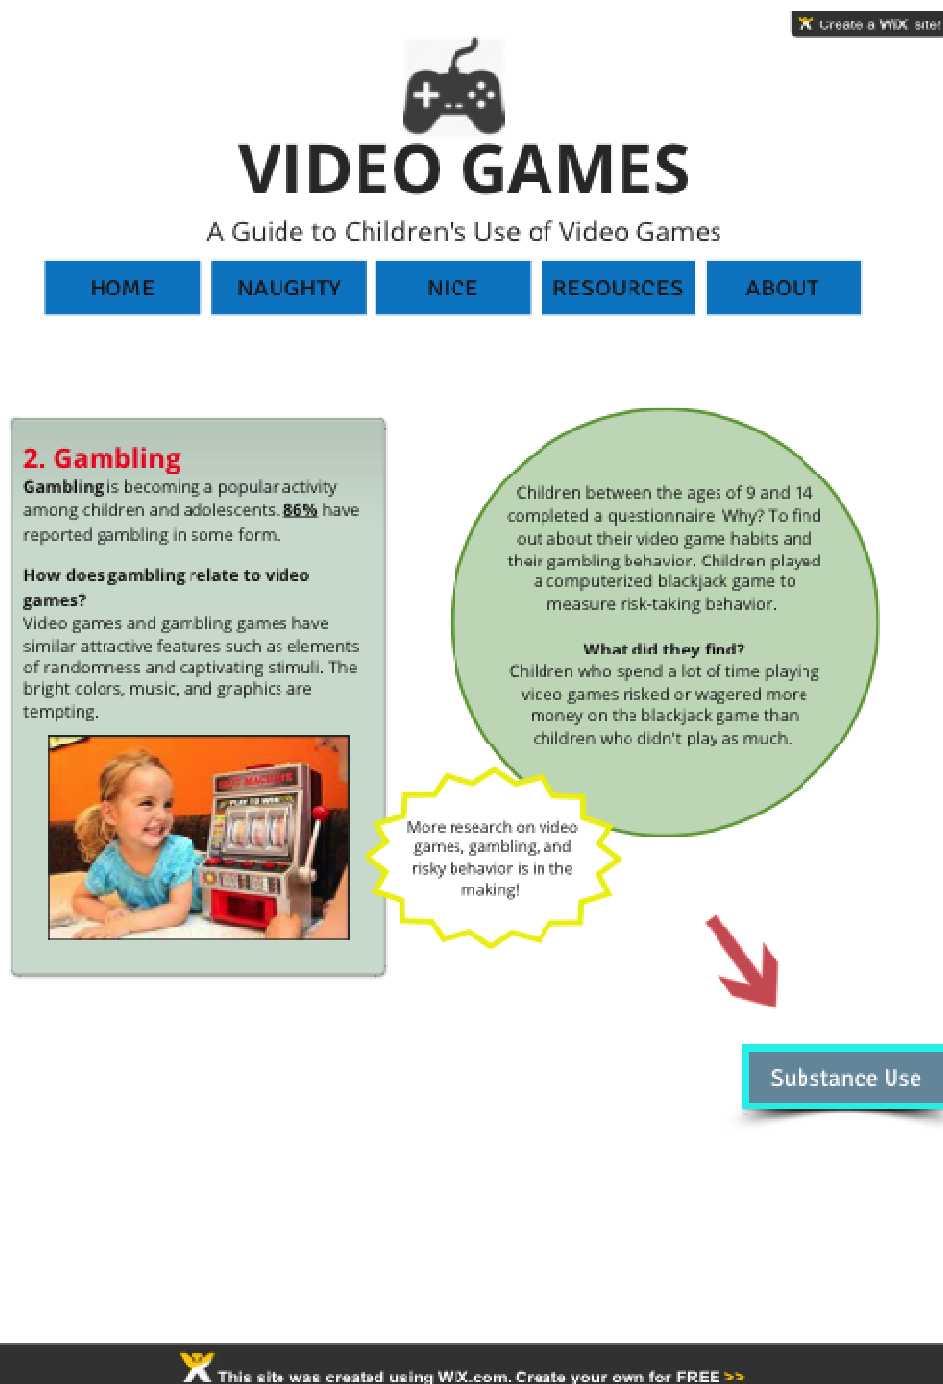 Create a WiX site!
VIDEO GAMES
A Guide to Children's Use of Video Games
HOME
NAUGHTY
NICE
RESOURCES
ABOUT
2. Gambling
Gambling is becoming a popular activity
among children and adolescents. 86% have
reported gambling in some form.
How does gambling relate to video
games?
Video games and gambling games have
similar attractive features such as elements
of randomness and captivating stimuli. The
bright colors, music, and graphics are
tempting.
SLOT MACHINE
PLAY TO WIN
Children between the ages of 9 and 14
completed a questionnaire. Why? To find
out about their video game habits and
their gambling behavior. Children played
a computerized blackjack game to
measure risk-taking behavior.
What did they find?
Children who spend a lot of time playing
video games risked or wagered more
money on the blackjack game than
children who didn't play as much.
More research on video
games, gambling, and
risky behavior is in the
making!
Substance Use
This site was created using WIX.com. Create your own for FREE >>